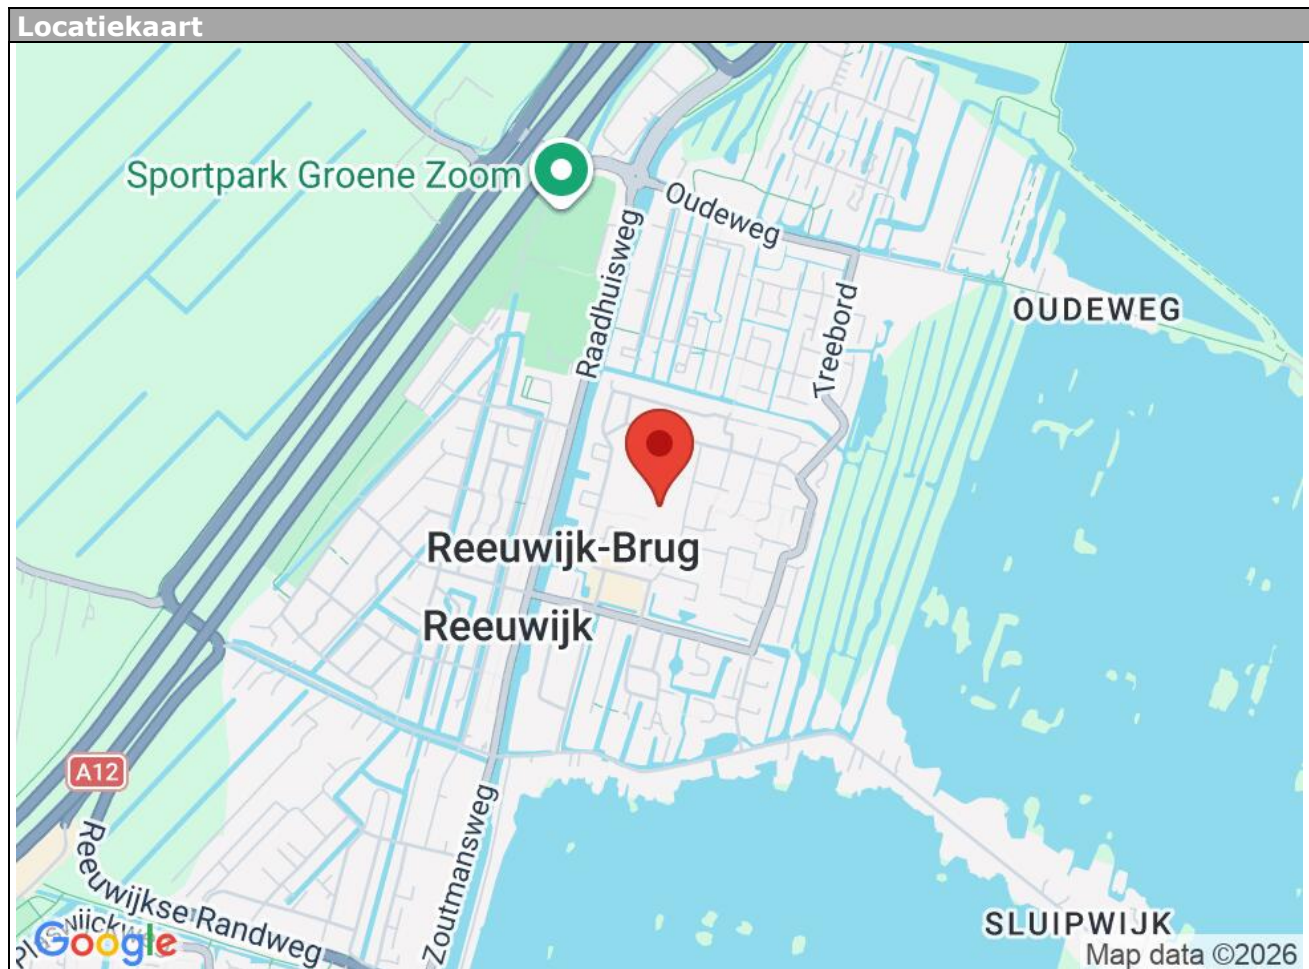 Locatiekaart
Sportpark Groene Zoom
Oudeweg
Raadhuisweg
OUDEWEG
Treebord
Reeuwijk-Brug
Reeuwijk
A12
Reeuwijkse Randweg
Zoutmansweg
SLUIPWIJK
Google
Map data ©2026